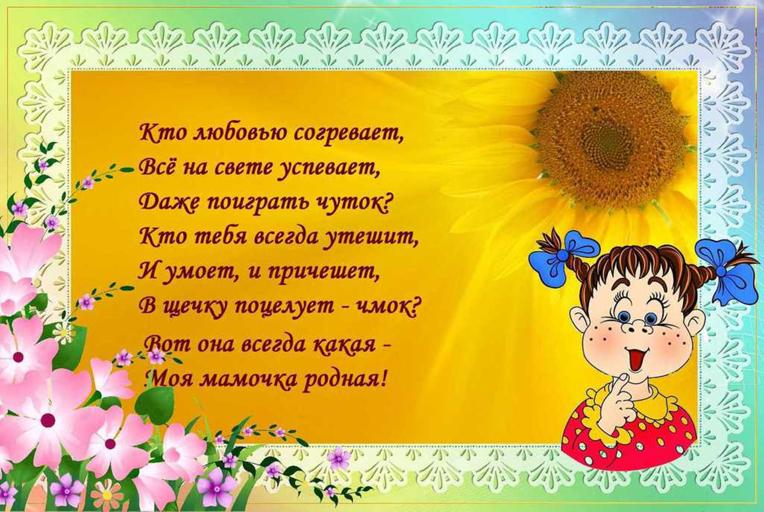 Кто любовью согревает,
Всё на свете успевает,
Даже поиграть чуток?
Кто тебя всегда утешит,
И умоет, и причешет,
В щечку поцелует - чмок?
Вот она всегда какая -
Моя мамочка родная!